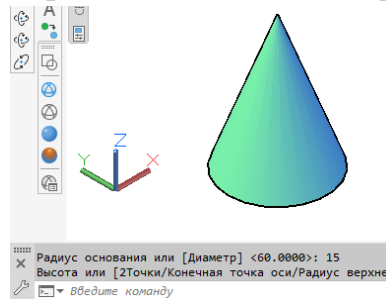 A
Z
Y
X
Радиус основания или [Диаметр] <60.0000>: 15
Высота или [2Точки/Конечная точка оси/Радиус верхне
Введите команду